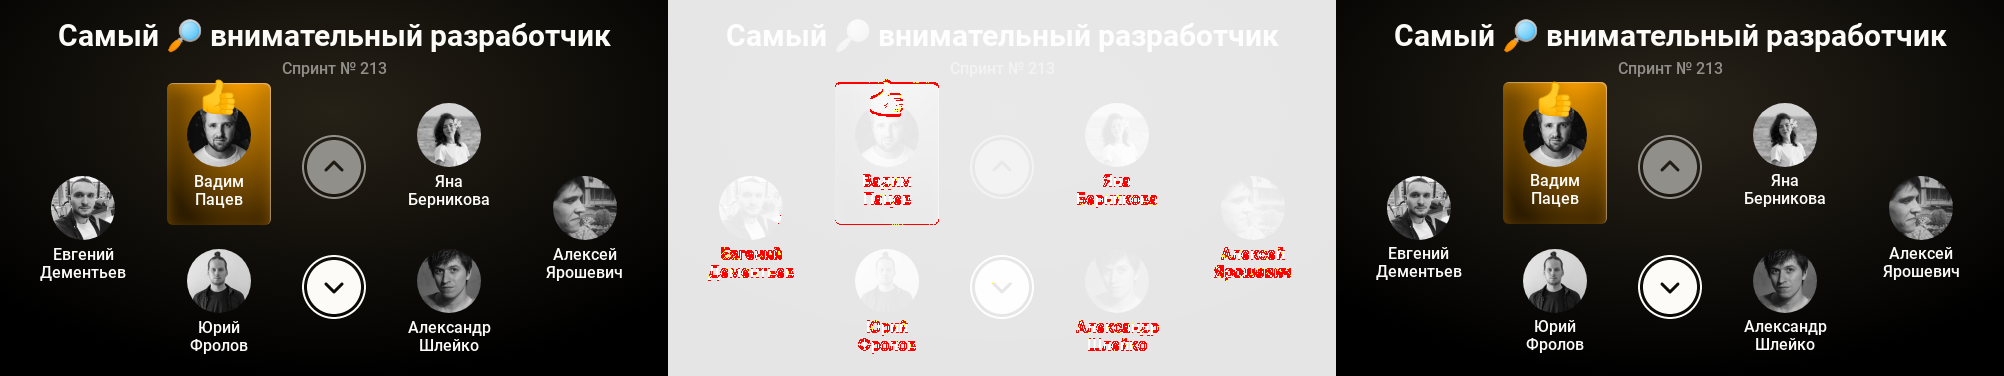 Самый 🔎 внимательный разработчик
Спринт № 213
Вадим
Пацев
Яна
Берникова
Евгений
Дементьев
Алексей
Ярошевич
Юрий
Фролов
Александр
Шлейко
Самый 🔎 внимательный разработчик
Спринт № 213
Вадим
Пацев
Яна
Берникова
Евгений
Дементьев
Алексей
Ярошевич
Юрий
Фролов
Александр
Шлейко
Самый 🔎 внимательный разработчик
Спринт № 213
Вадим
Пацев
Яна
Берникова
Евгений
Дементьев
Алексей
Ярошевич
Юрий
Фролов
Александр
Шлейко